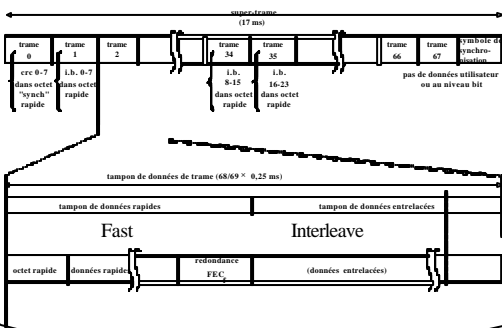 super-trame
(17 ms)
trame 0
trame 1
trame 2
trame 34
trame 35
trame 66
trame 67
symbole de synchro-nisation
crc 0-7 dans octet "synch" rapide
i.b. 0-7 dans octet rapide
i.b. 8-15 dans octet rapide
i.b. 16-23 dans octet rapide
pas de données utilisateur ou au niveau bit
tampon de données de trame (68/69 × 0,25 ms)
tampon de données rapides
tampon de données entrelacées
Fast
Interleave
octet rapide
données rapides
redondance FEC
(données entrelacées)